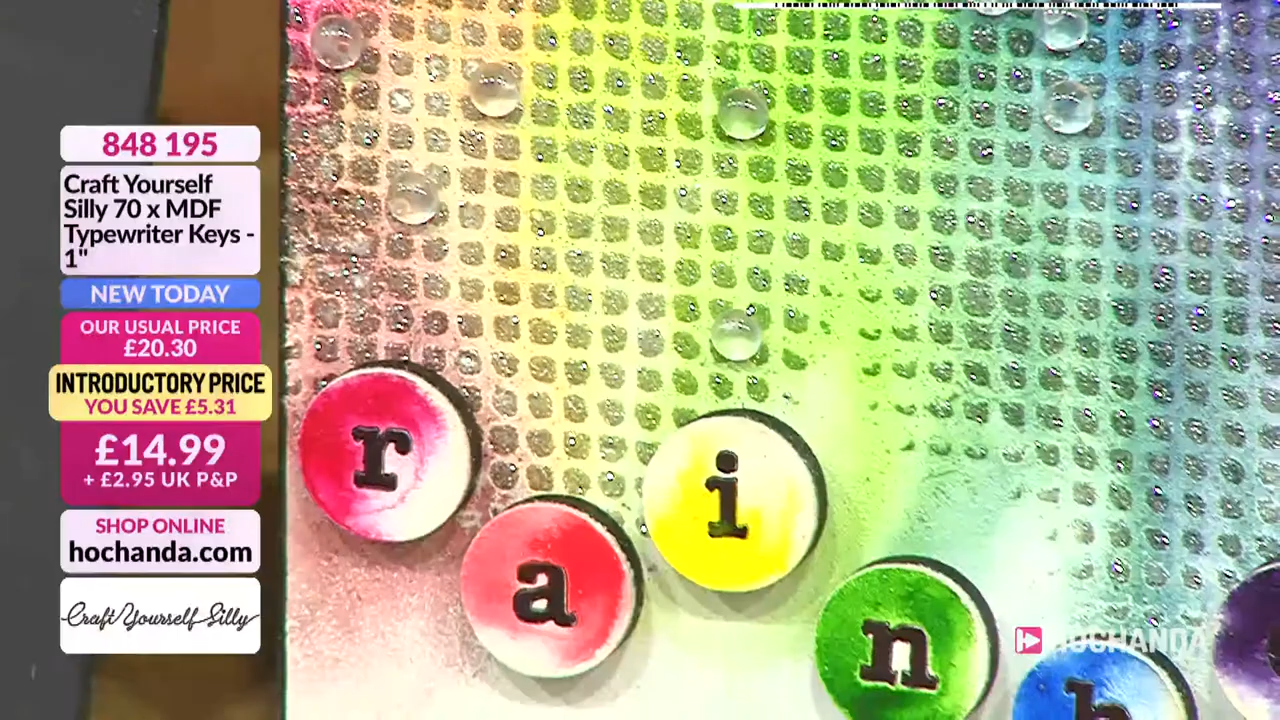 848 195
Craft Yourself
Silly 70 x MDF
Typewriter Keys -
1"
NEW TODAY
OUR USUAL PRICE
£20.30
INTRODUCTORY PRICE
YOU SAVE £5.31
£14.99
+ £2.95 UK P&P
SHOP ONLINE
hochanda.com
Craft Yourself Silly
r
a
i
n
b
HOCHANDA